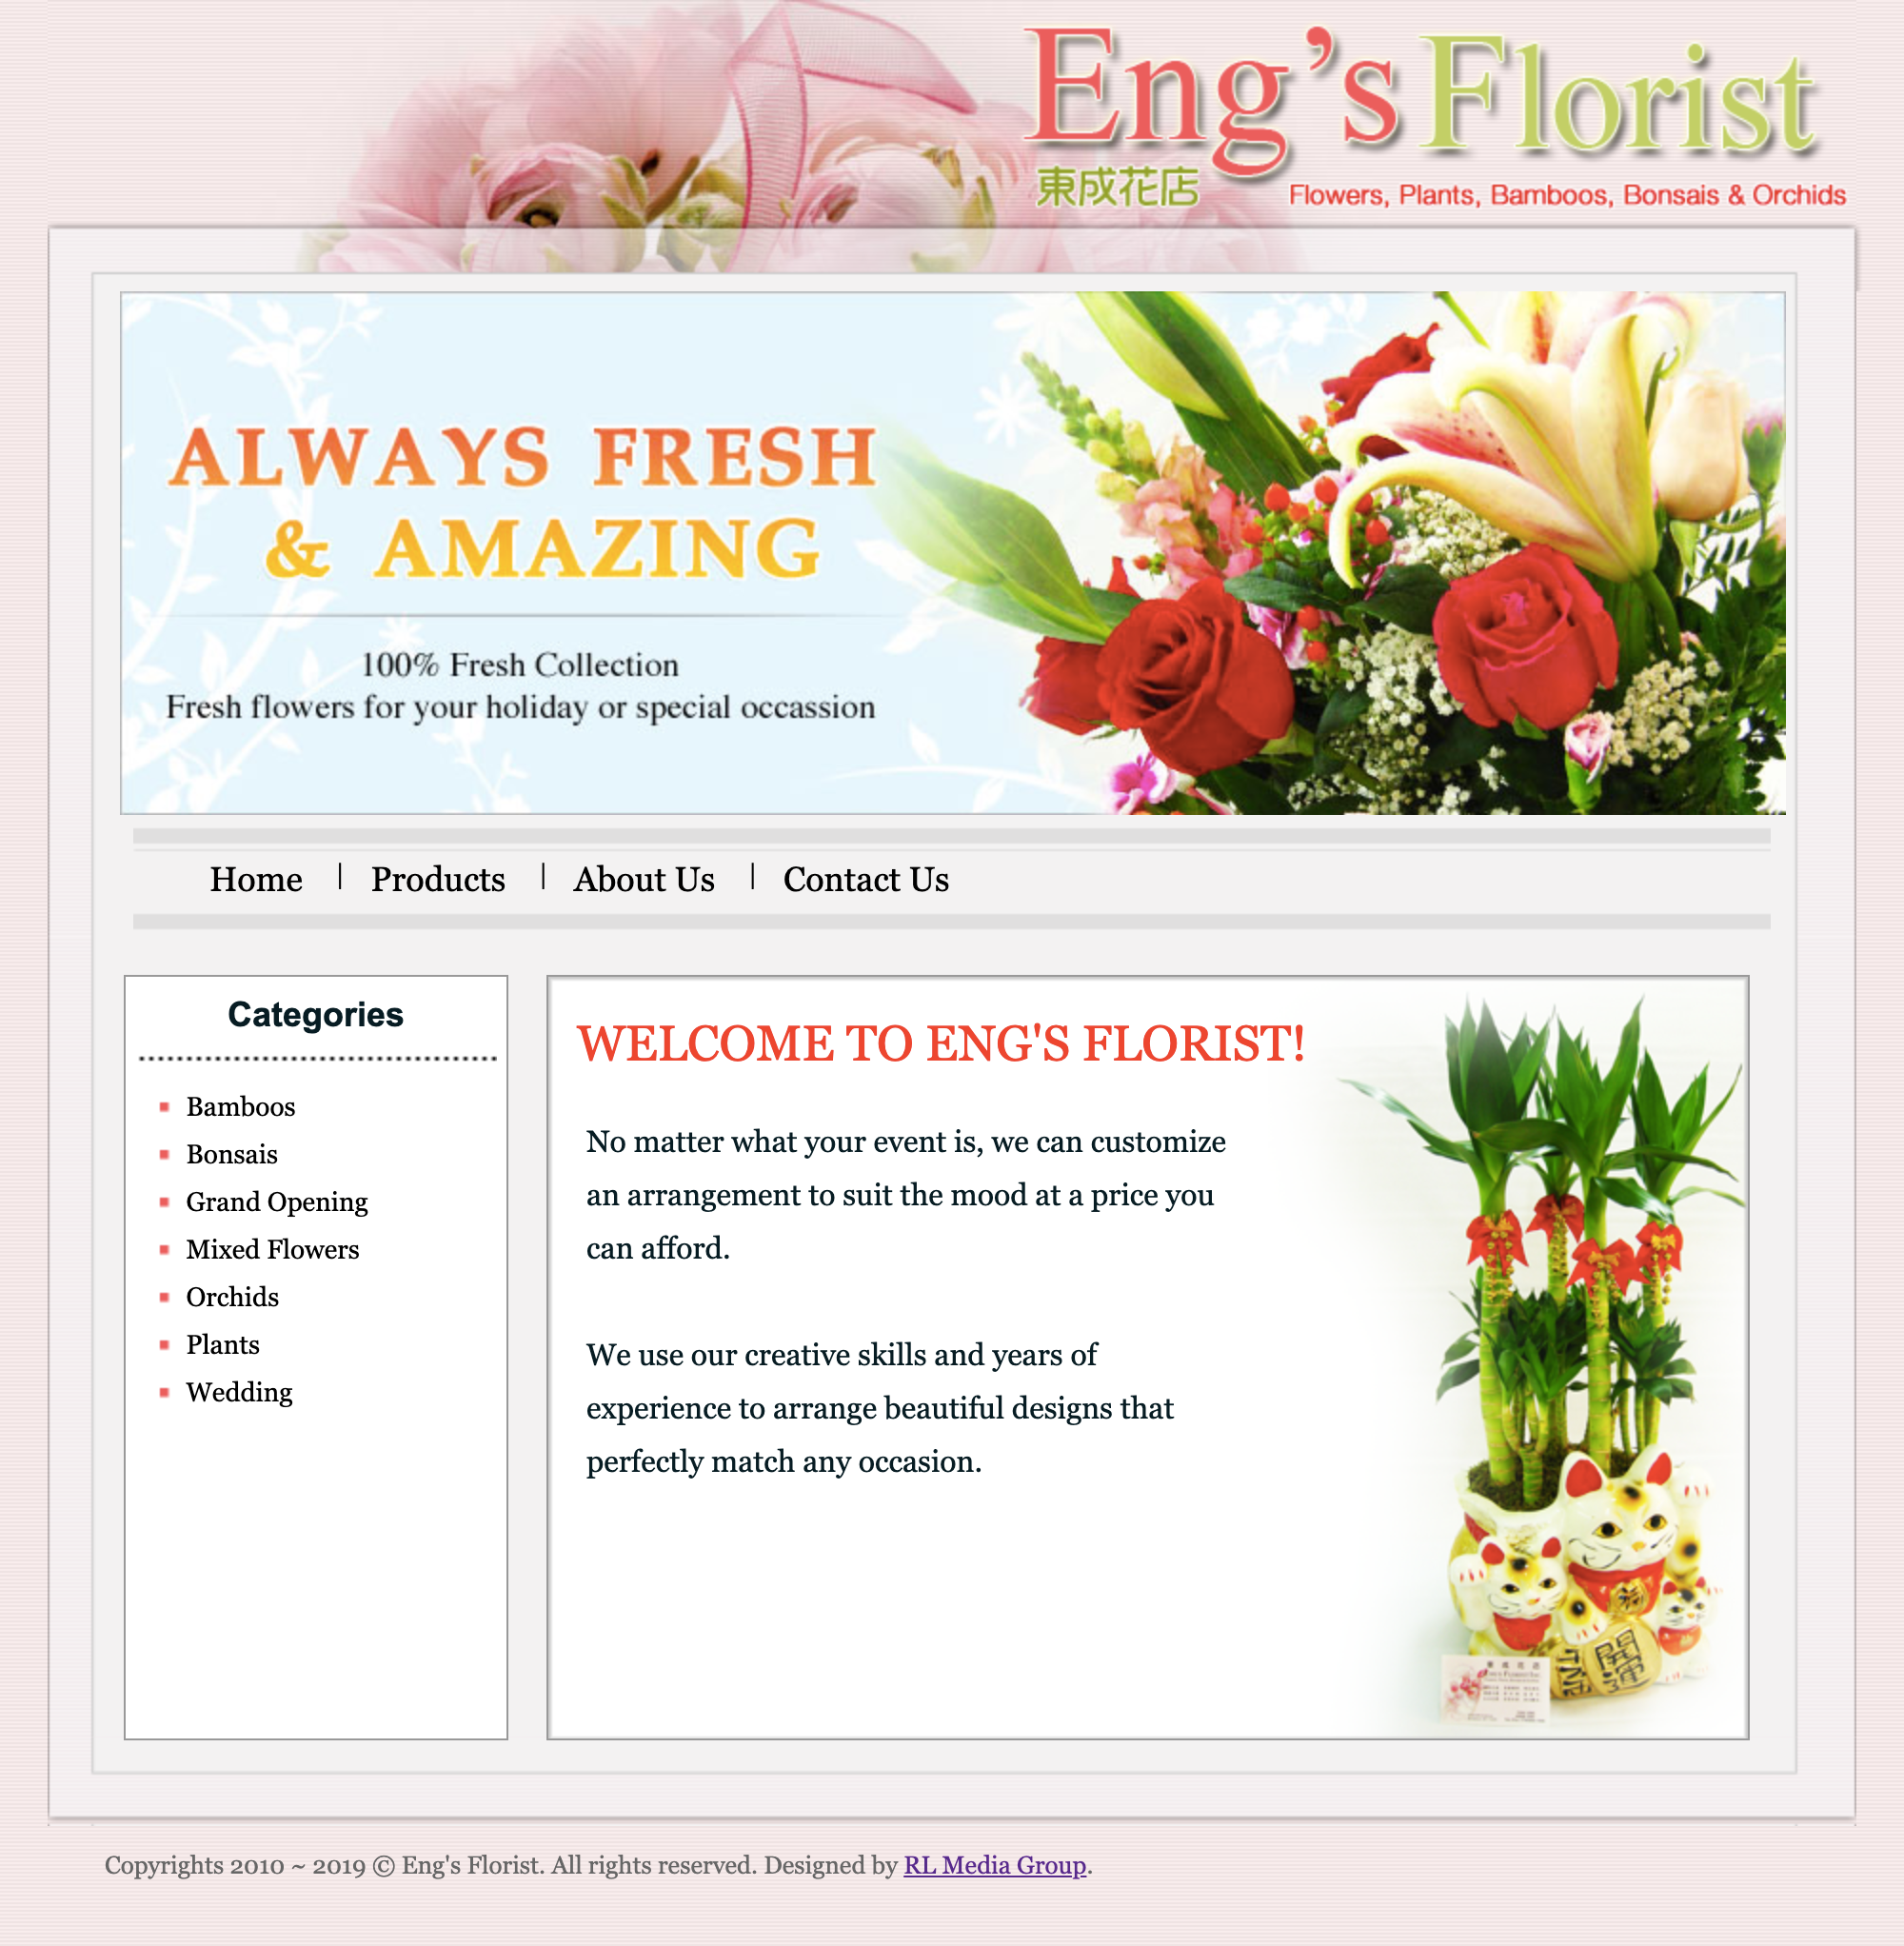 Eng's Florist
東成花店
Flowers, Plants, Bamboos, Bonsais & Orchids
ALWAYS FRESH
& AMAZING
100% Fresh Collection
Fresh flowers for your holiday or special occassion
Home | Products | About Us | Contact Us
Categories
Bamboos
Bonsais
Grand Opening
Mixed Flowers
Orchids
Plants
Wedding
WELCOME TO ENG'S FLORIST!
No matter what your event is, we can customize
an arrangement to suit the mood at a price you
can afford.
We use our creative skills and years of
experience to arrange beautiful designs that
perfectly match any occasion.
開運
Copyrights 2010 ~ 2019 © Eng's Florist. All rights reserved. Designed by RL Media Group.